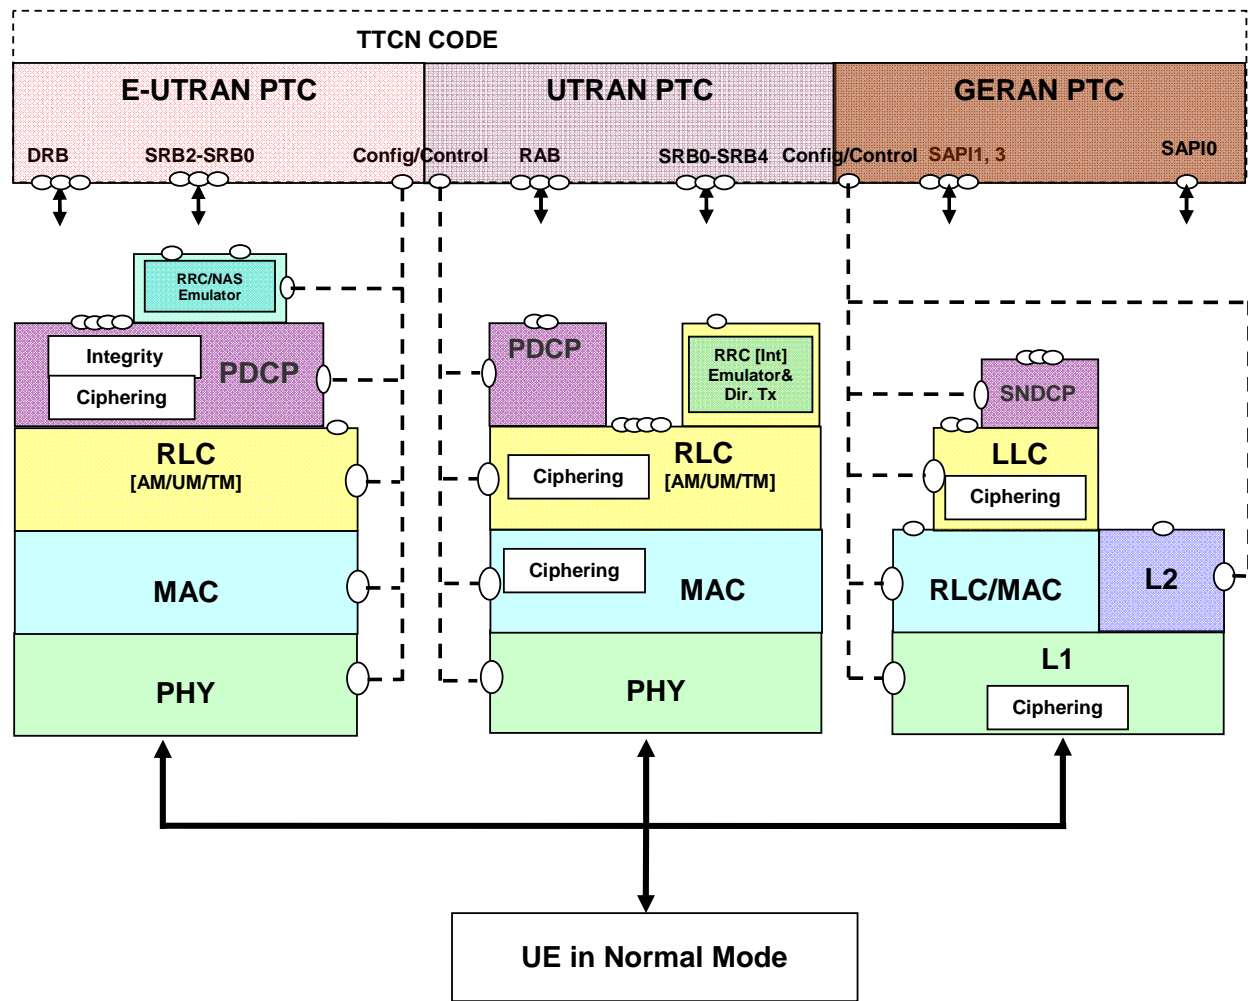 TTCN CODE
E-UTRAN PTC
UTRAN PTC
GERAN PTC
DRB
SRB2-SRB0
Config/Control
RAB
SRB0-SRB4
Config/Control
SAPI1, 3
SAPI0
RRC/NAS
Emulator
Integrity
PDCP
Ciphering
RLC
[AM/UM/TM]
MAC
PHY
PDCP
RRC [Int]
Emulator&
Dir. Tx
RLC
Ciphering
[AM/UM/TM]
Ciphering
MAC
PHY
SNDCP
LLC
Ciphering
RLC/MAC
L2
L1
Ciphering
UE in Normal Mode